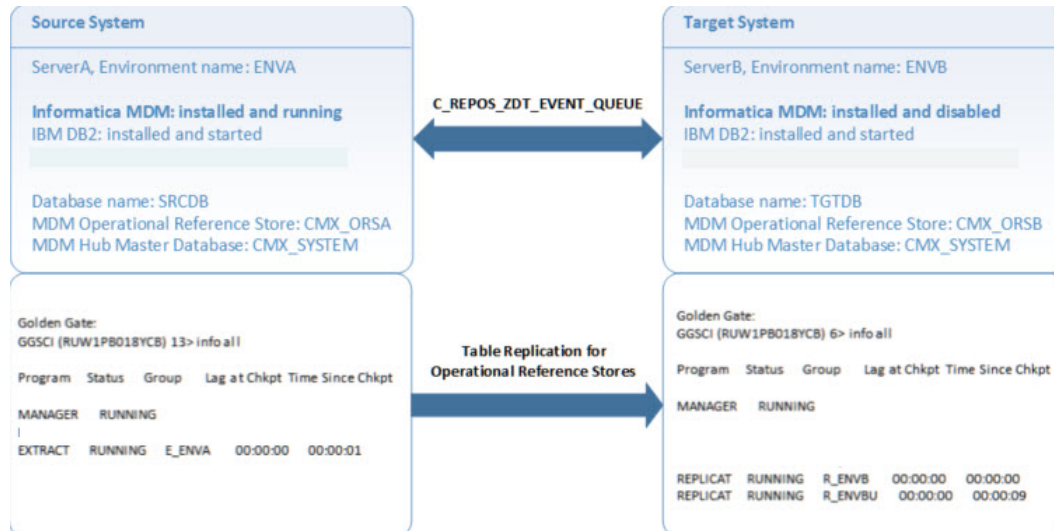 Source System
ServerA, Environment name: ENVA
Informatica MDM: installed and running
IBM DB2: installed and started
Database name: SRCDB
MDM Operational Reference Store: CMX_ORSA
MDM Hub Master Database: CMX_SYSTEM
C_REPOS_ZDT_EVENT_QUEUE
Target System
ServerB, Environment name: ENVB
Informatica MDM: installed and disabled
IBM DB2: installed and started
Database name: TGTDB
MDM Operational Reference Store: CMX_ORSB
MDM Hub Master Database: CMX_SYSTEM
Golden Gate:
GGSCI (RUW1PB018YCB) 13> info all
Program Status Group Lag at Chkpt Time Since Chkpt
MANAGER RUNNING
EXTRACT RUNNING E_ENVA 00:00:00 00:00:01
Table Replication for
Operational Reference Stores
Golden Gate:
GGSCI (RUW1PB018YCB) 6> info all
Program Status Group Lag at Chkpt Time Since Chkpt
MANAGER RUNNING
REPLICAT RUNNING R_ENVB 00:00:00 00:00:00
REPLICAT RUNNING R_ENVBU 00:00:00 00:00:09